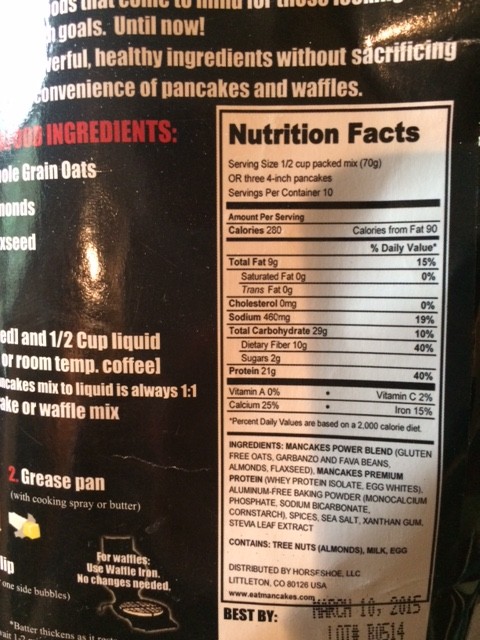 goals. Until now!
healthy ingredients without sacrificing
convenience of pancakes and waffles.
INGREDIENTS:
Whole Grain Oats
Nutrition Facts
Serving Size 1/2 cup packed mix (70g)
OR three 4-inch pancakes
Servings Per Container 10
Amount Per Serving
Calories 280 Calories from Fat 90
% Daily Value*
Total Fat 9g 15%
Saturated Fat 0g 0%
Trans Fat 0g
Cholesterol 0mg 0%
Sodium 460mg 19%
Total Carbohydrate 29g 10%
Dietary Fiber 10g 40%
Sugars 2g
Protein 21g 40%
Vitamin A 0% • Vitamin C 2%
Calcium 25% • Iron 15%
*Percent Daily Values are based on a 2,000 calorie diet.
INGREDIENTS: MANCAKES POWER BLEND (GLUTEN
FREE OATS, GARBANZO AND FAVA BEANS,
ALMONDS, FLAXSEED), MANCAKES PREMIUM
PROTEIN (WHEY PROTEIN ISOLATE, EGG WHITES),
ALUMINUM-FREE BAKING POWDER (MONOCALCIUM
PHOSPHATE, SODIUM BICARBONATE,
CORNSTARCH), SPICES, SEA SALT, XANTHAN GUM,
STEVIA LEAF EXTRACT
CONTAINS: TREE NUTS (ALMONDS), MILK, EGG
DISTRIBUTED BY HORSESHOE, LLC
LITTLETON, CO 80126 USA
www.eatmancakes.com
BEST BY: MARCH 10, 2015
LOT# B0514
ed] and 1/2 Cup liquid
or room temp. coffee]
ncakes mix to liquid is always 1:1
ake or waffle mix
2. Grease pan
(with cooking spray or butter)
For waffles:
Use Waffle Iron.
No changes needed.
one side bubbles)
*Batter thickens as it